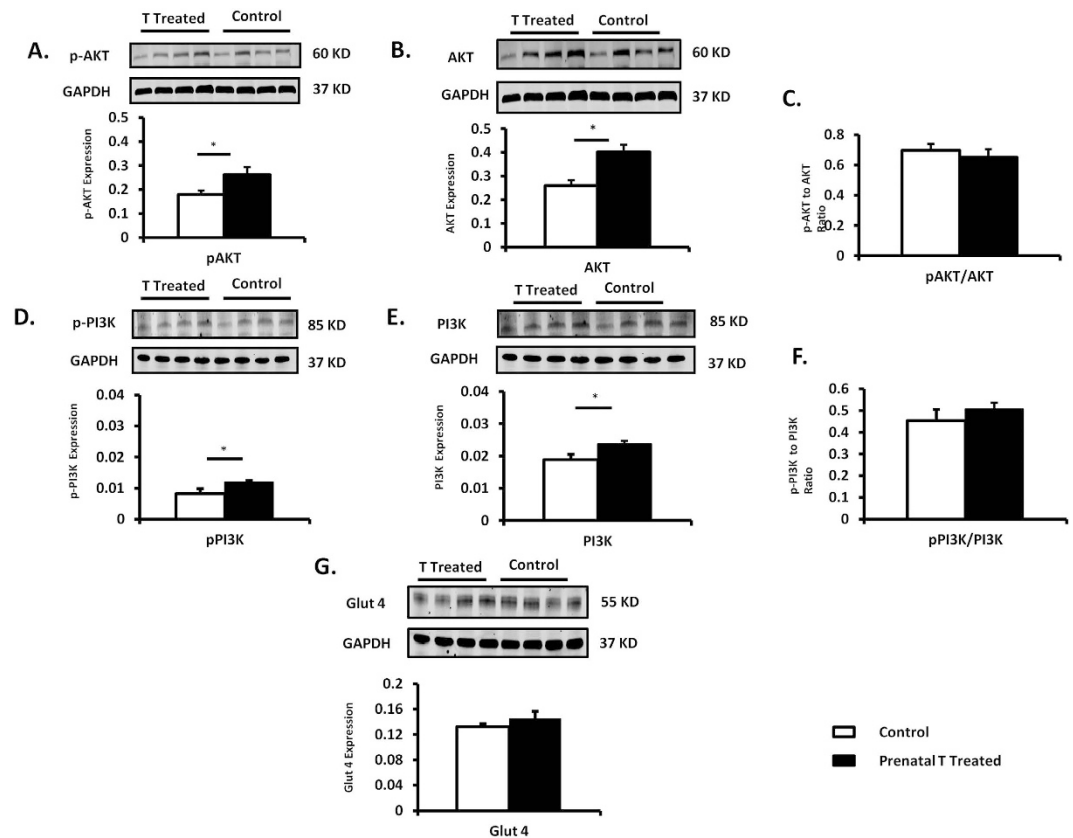 T Treated Control
A. p-AKT 60 KD
GAPDH 37 KD
*
0.5
0.4
0.3
0.2
0.1
0
p-AKT Expression
pAKT
T Treated Control
B. AKT 60 KD
GAPDH 37 KD
*
0.5
0.4
0.3
0.2
0.1
0
AKT Expression
AKT
C.
0.8
0.6
0.4
0.2
0
p-AKT to AKT
Ratio
pAKT/AKT
T Treated Control
D. p-PI3K 85 KD
GAPDH 37 KD
*
0.04
0.03
0.02
0.01
0
p-PI3K Expression
pPI3K
T Treated Control
E. PI3K 85 KD
GAPDH 37 KD
*
0.04
0.03
0.02
0.01
0
PI3K Expression
PI3K
F.
0.6
0.5
0.4
0.3
0.2
0.1
0
p-PI3K to PI3K
Ratio
pPI3K/PI3K
G.
T Treated Control
Glut 4 55 KD
GAPDH 37 KD
0.2
0.16
0.12
0.08
0.04
0
Glut 4 Expression
Glut 4
Control
Prenatal T Treated